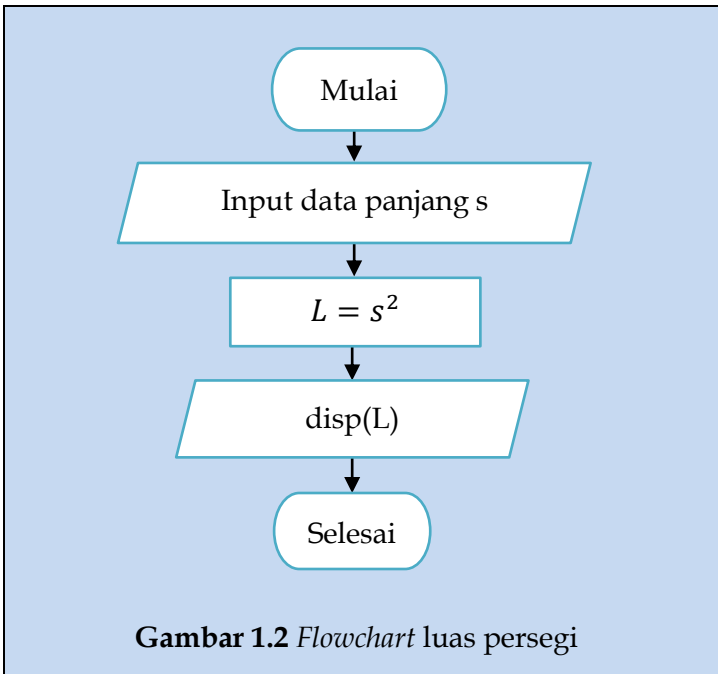 Mulai
Input data panjang s
L = s²
disp(L)
Selesai
Gambar 1.2 Flowchart luas persegi